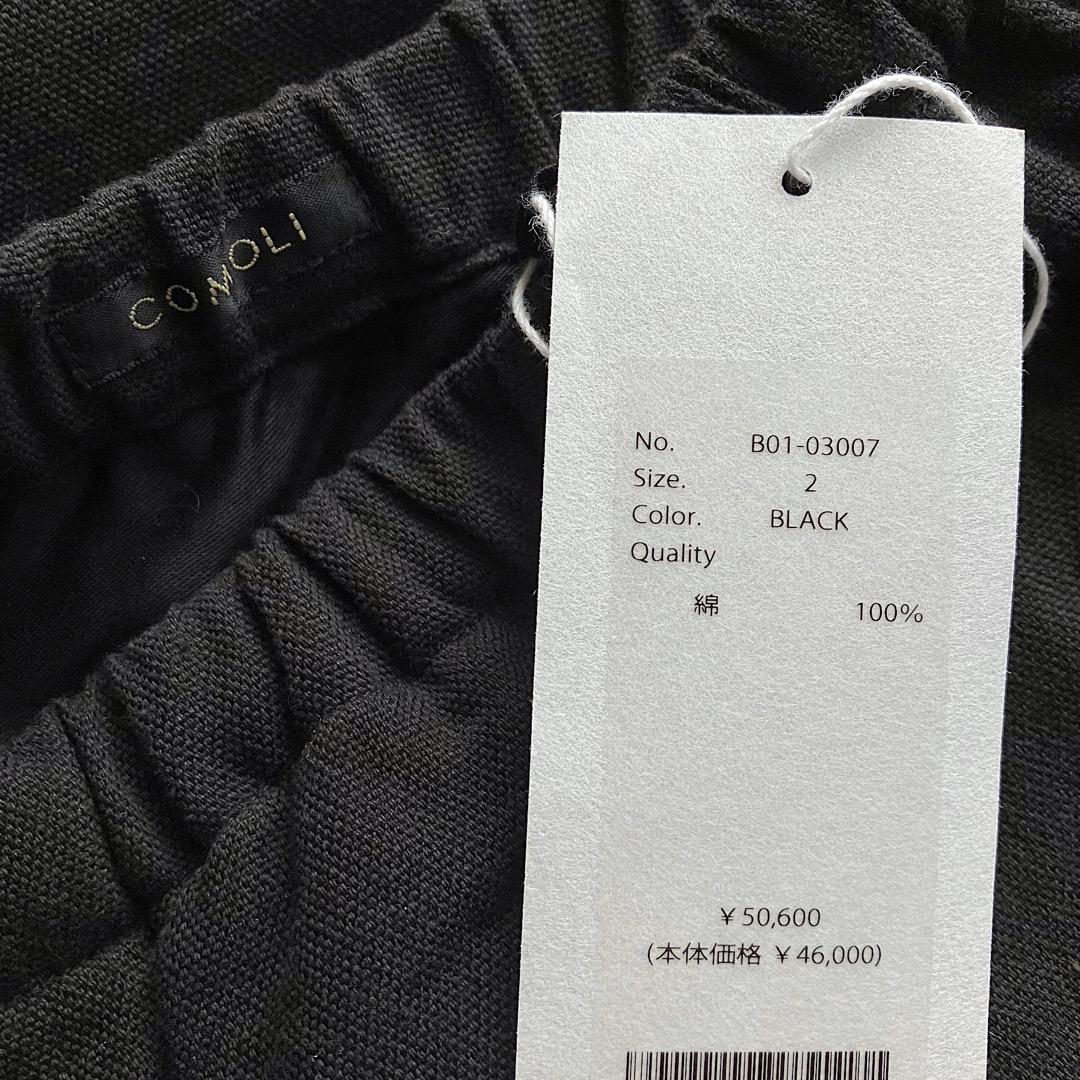 COMOLI
No. B01-03007
Size. 2
Color. BLACK
Quality
綿 100%
¥50,600
(本体価格 ¥46,000)